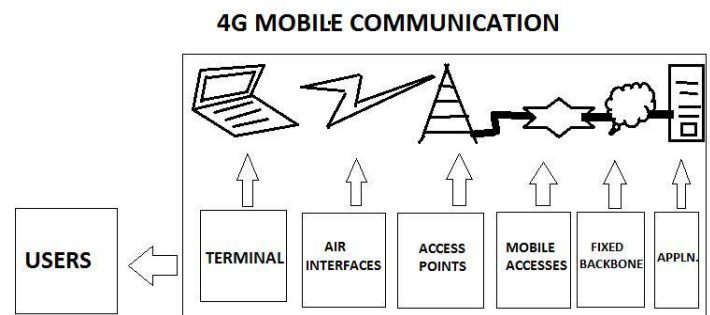 4G MOBILE COMMUNICATION
USERS
TERMINAL
AIR
INTERFACES
ACCESS
POINTS
MOBILE
ACCESSES
FIXED
BACKBONE
APPLN.